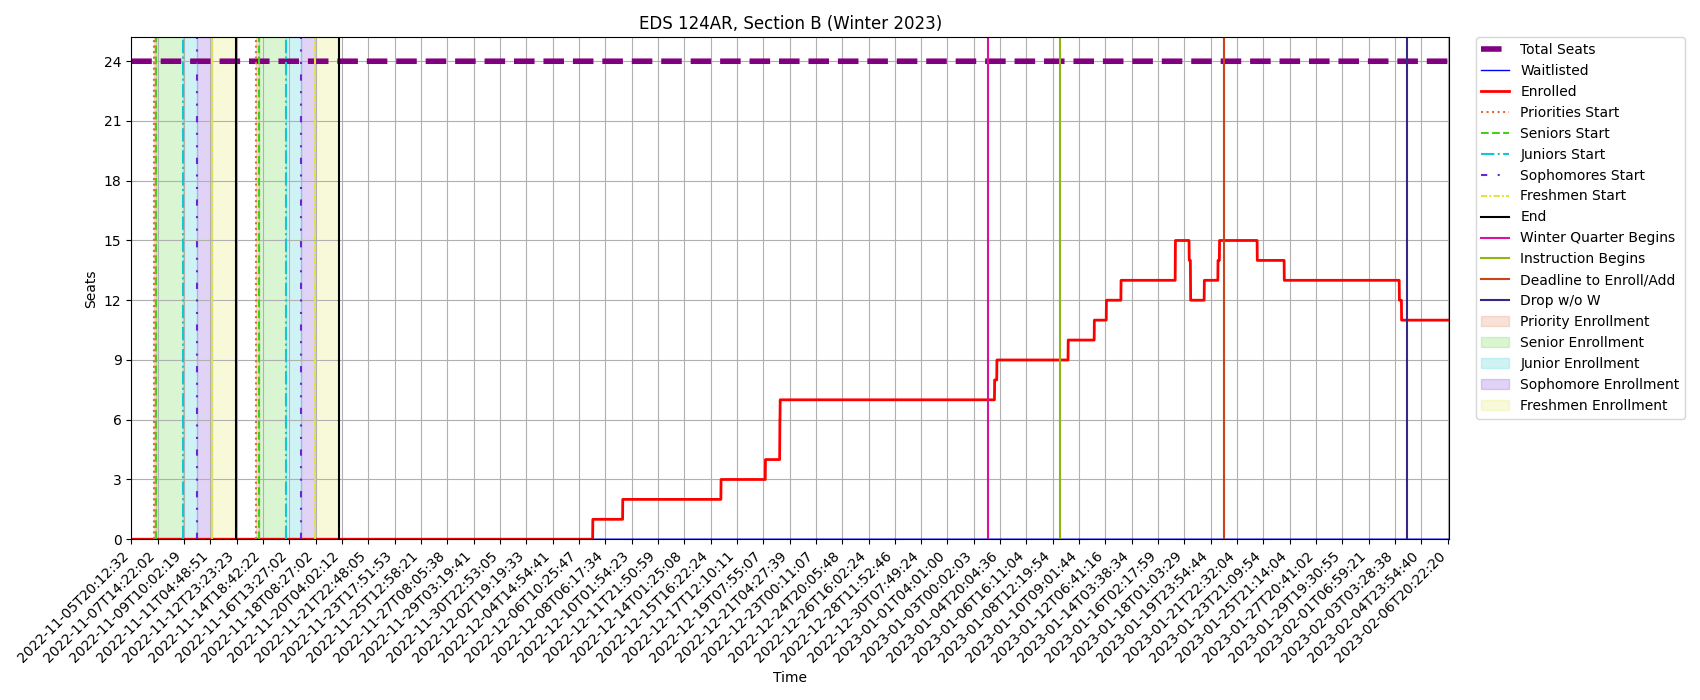 EDS 124AR, Section B (Winter 2023)
24
21
18
15
12
9
6
3
0
Seats
2022-11-05T20:12:32
2022-11-07T14:22:02
2022-11-09T10:02:19
2022-11-11T04:48:51
2022-11-12T23:23:23
2022-11-14T18:42:22
2022-11-16T13:27:02
2022-11-18T08:27:02
2022-11-20T04:02:12
2022-11-21T22:48:05
2022-11-23T17:51:53
2022-11-25T12:58:21
2022-11-27T08:05:38
2022-11-29T03:19:41
2022-11-30T22:53:05
2022-12-02T19:19:33
2022-12-04T14:54:41
2022-12-06T10:25:47
2022-12-08T06:17:34
2022-12-10T01:54:23
2022-12-11T21:50:59
2022-12-14T01:25:08
2022-12-15T16:22:24
2022-12-17T12:10:11
2022-12-19T07:55:07
2022-12-21T04:27:39
2022-12-23T00:11:07
2022-12-24T20:05:48
2022-12-26T16:02:24
2022-12-28T11:52:46
2022-12-30T07:49:24
2023-01-01T04:01:00
2023-01-03T00:02:03
2023-01-04T20:04:36
2023-01-06T16:11:04
2023-01-08T12:19:54
2023-01-10T09:01:44
2023-01-12T06:41:16
2023-01-14T03:38:34
2023-01-16T02:17:59
2023-01-18T01:03:29
2023-01-19T23:54:44
2023-01-21T22:32:04
2023-01-23T21:09:54
2023-01-25T21:14:04
2023-01-27T20:41:02
2023-01-29T19:30:55
2023-02-01T06:59:21
2023-02-03T03:28:38
2023-02-04T23:54:40
2023-02-06T20:22:20
Time
Total Seats
Waitlisted
Enrolled
Priorities Start
Seniors Start
Juniors Start
Sophomores Start
Freshmen Start
End
Winter Quarter Begins
Instruction Begins
Deadline to Enroll/Add
Drop w/o W
Priority Enrollment
Senior Enrollment
Junior Enrollment
Sophomore Enrollment
Freshmen Enrollment